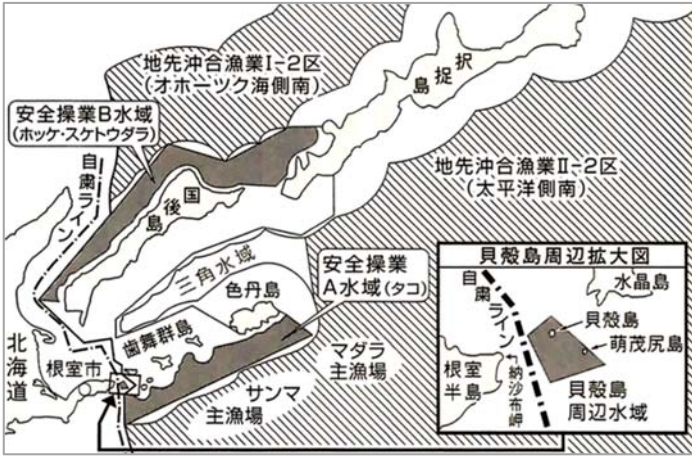 地先沖合漁業Ⅰ-2区
(オホーツク海側南)
安全操業B水域
(ホッケ・スケトウダラ)
自粛ライン
択捉島
地先沖合漁業Ⅱ-2区
(太平洋側南)
国後島
三角水域
色丹島
安全操業
A水域(タコ)
歯舞群島
北海道
根室市
マダラ
主漁場
サンマ
主漁場
貝殻島周辺拡大図
自粛ライン
水晶島
貝殻島
萌茂尻島
根室
半島
納沙布岬
貝殻島
周辺水域